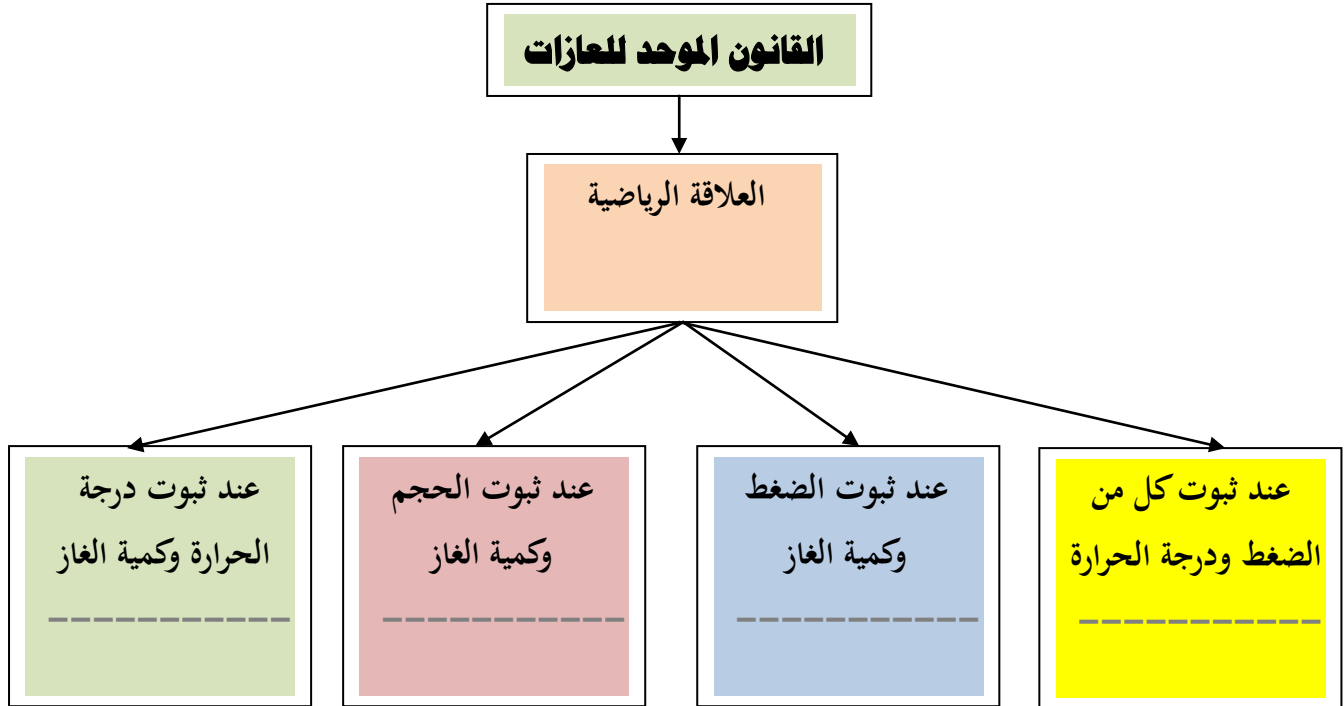 القانون الموحد للعازات
العلاقة الرياضية
عند ثبوت كل من
الضغط ودرجة الحرارة
-----------
عند ثبوت الضغط
وكمية الغاز
-----------
عند ثبوت الحجم
وكمية الغاز
-----------
عند ثبوت درجة
الحرارة وكمية الغاز
-----------